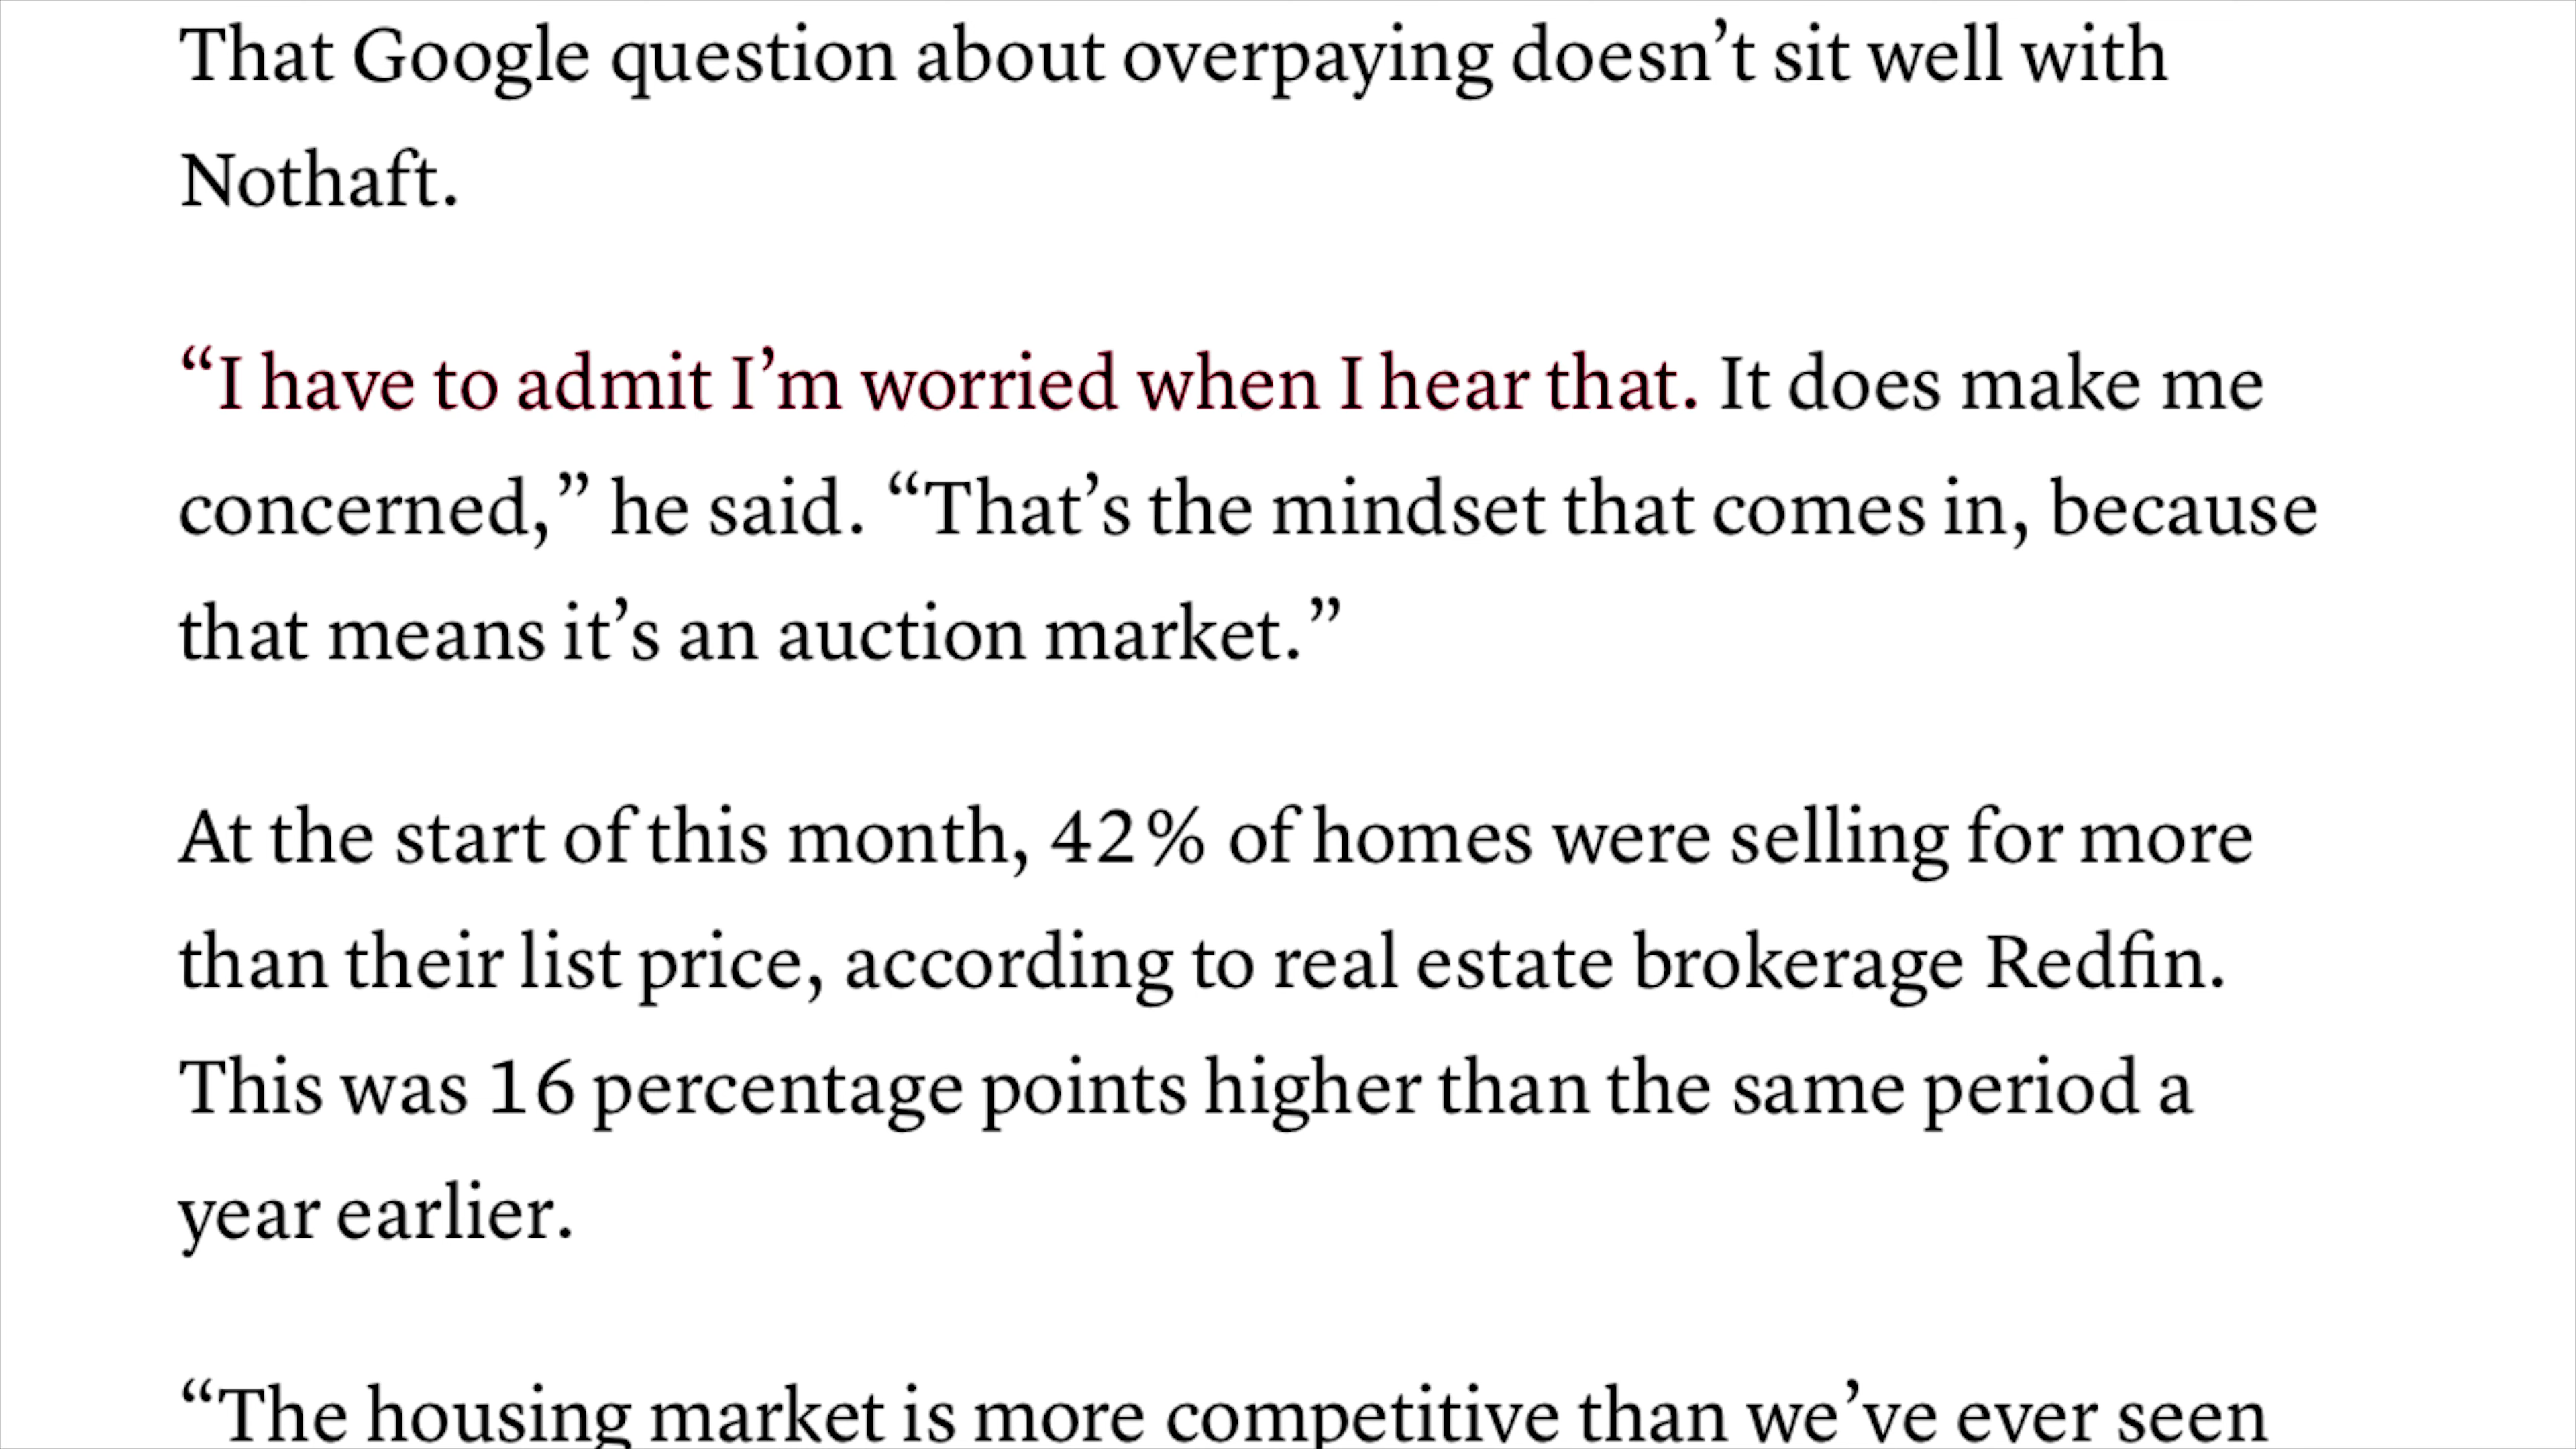 That Google question about overpaying doesn’t sit well with
Nothaft.
“I have to admit I’m worried when I hear that. It does make me
concerned,” he said. “That’s the mindset that comes in, because
that means it’s an auction market.”
At the start of this month, 42% of homes were selling for more
than their list price, according to real estate brokerage Redfin.
This was 16 percentage points higher than the same period a
year earlier.
“The housing market is more competitive than we’ve ever seen